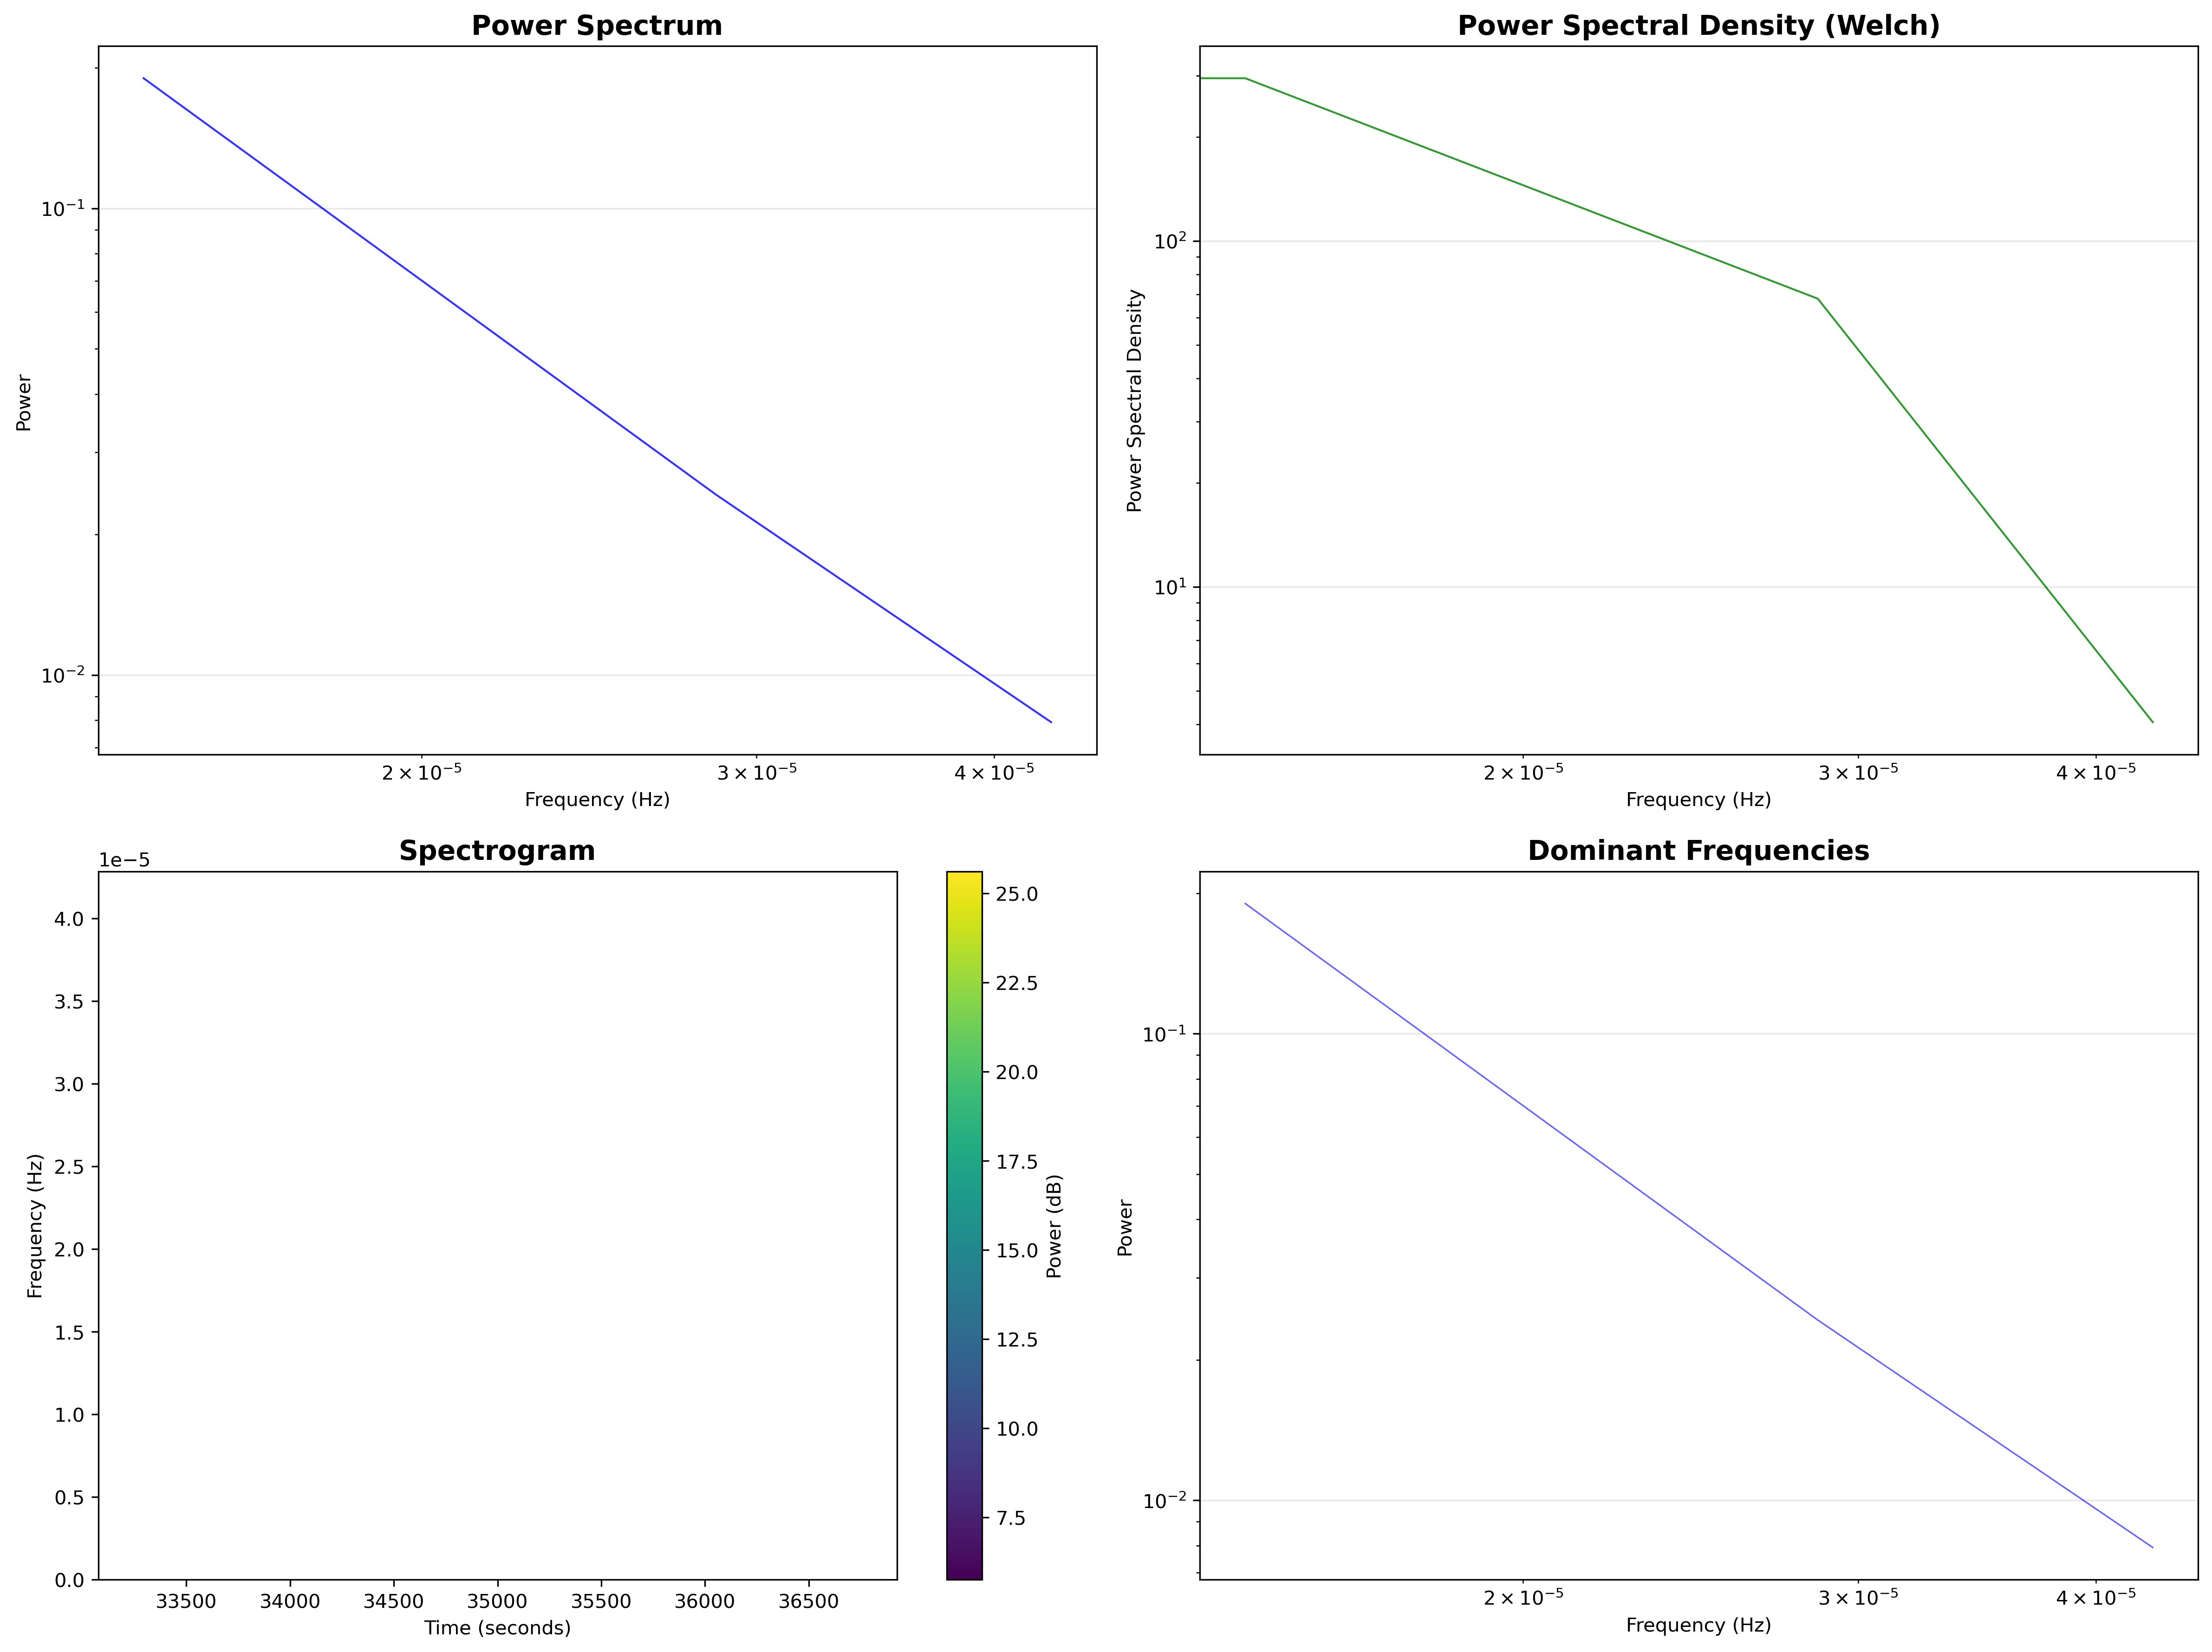 Power Spectrum
10⁻¹
10⁻²
Power
2 × 10⁻⁵ 3 × 10⁻⁵ 4 × 10⁻⁵
Frequency (Hz)
Power Spectral Density (Welch)
10²
10¹
Power Spectral Density
2 × 10⁻⁵ 3 × 10⁻⁵ 4 × 10⁻⁵
Frequency (Hz)
Spectrogram
1e−5
4.0
3.5
3.0
2.5
2.0
1.5
1.0
0.5
0.0
Frequency (Hz)
33500 34000 34500 35000 35500 36000 36500
Time (seconds)
25.0
22.5
20.0
17.5
15.0
12.5
10.0
7.5
Power (dB)
Dominant Frequencies
10⁻¹
10⁻²
Power
2 × 10⁻⁵ 3 × 10⁻⁵ 4 × 10⁻⁵
Frequency (Hz)